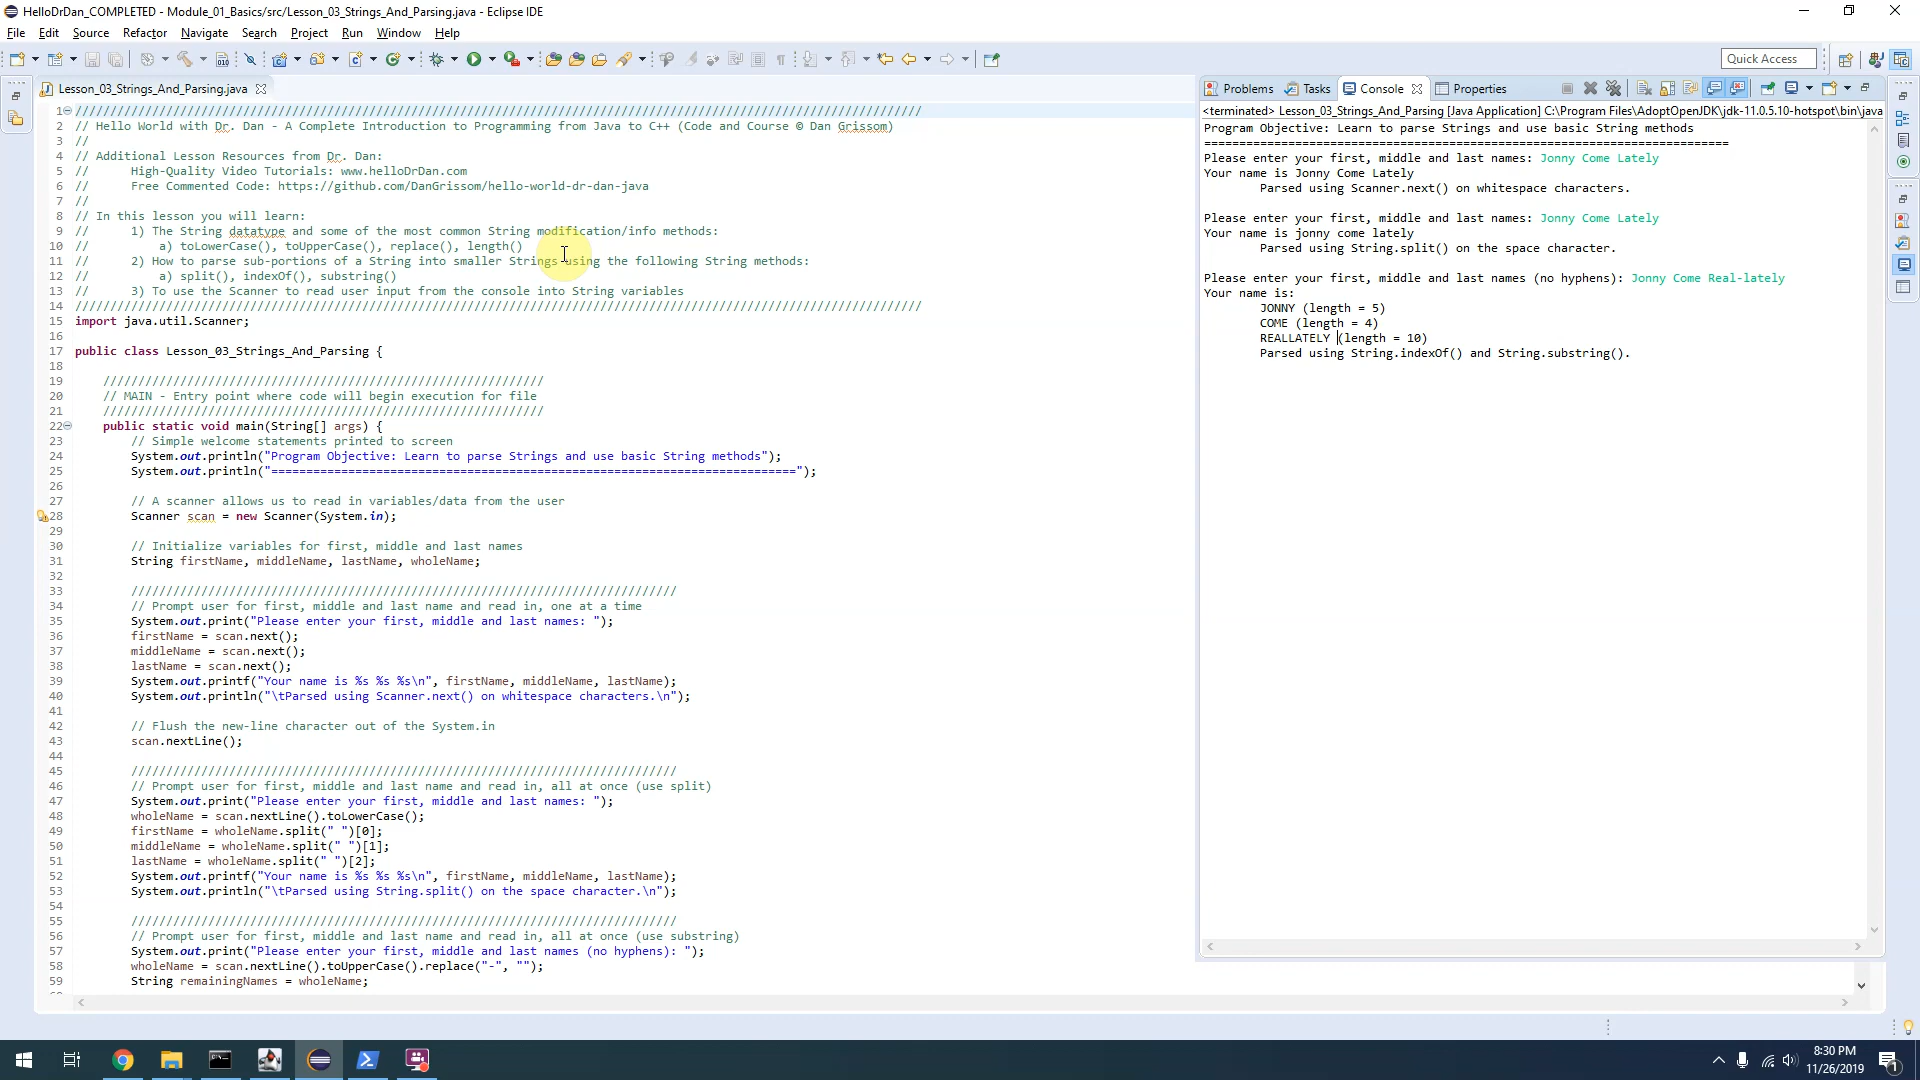 HelloDrDan_COMPLETED - Module_01_Basics/src/Lesson_03_Strings_And_Parsing.java - Eclipse IDE
File Edit Source Refactor Navigate Search Project Run Window Help
Quick Access
Lesson_03_Strings_And_Parsing.java
1 //////////////////////////////////////////////////////////////////////////////////////////////////////////////////////////
2 // Hello World with Dr. Dan - A Complete Introduction to Programming from Java to C++ (Code and Course © Dan Grissom)
3 //
4 // Additional Lesson Resources from Dr. Dan:
5 // High-Quality Video Tutorials: www.helloDrDan.com
6 // Free Commented Code: https://github.com/DanGrissom/hello-world-dr-dan-java
7 //
8 // In this lesson you will learn:
9 // 1) The String datatype and some of the most common String modification/info methods:
10 // a) toLowerCase(), toUpperCase(), replace(), length()
11 // 2) How to parse sub-portions of a String into smaller Strings using the following String methods:
12 // a) split(), indexOf(), substring()
13 // 3) To use the Scanner to read user input from the console into String variables
14 //////////////////////////////////////////////////////////////////////////////////////////////////////////////////////////
15 import java.util.Scanner;
16
17 public class Lesson_03_Strings_And_Parsing {
18
19 ///////////////////////////////////////////////////////////////
20 // MAIN - Entry point where code will begin execution for file
21 ///////////////////////////////////////////////////////////////
22 public static void main(String[] args) {
23 // Simple welcome statements printed to screen
24 System.out.println("Program Objective: Learn to parse Strings and use basic String methods");
25 System.out.println("===========================================================================");
26
27 // A scanner allows us to read in variables/data from the user
28 Scanner scan = new Scanner(System.in);
29
30 // Initialize variables for first, middle and last names
31 String firstName, middleName, lastName, wholeName;
32
33 //////////////////////////////////////////////////////////////////////////////
34 // Prompt user for first, middle and last name and read in, one at a time
35 System.out.print("Please enter your first, middle and last names: ");
36 firstName = scan.next();
37 middleName = scan.next();
38 lastName = scan.next();
39 System.out.printf("Your name is %s %s %s\n", firstName, middleName, lastName);
40 System.out.println("\tParsed using Scanner.next() on whitespace characters.\n");
41
42 // Flush the new-line character out of the System.in
43 scan.nextLine();
44
45 //////////////////////////////////////////////////////////////////////////////
46 // Prompt user for first, middle and last name and read in, all at once (use split)
47 System.out.print("Please enter your first, middle and last names: ");
48 wholeName = scan.nextLine().toLowerCase();
49 firstName = wholeName.split(" ")[0];
50 middleName = wholeName.split(" ")[1];
51 lastName = wholeName.split(" ")[2];
52 System.out.printf("Your name is %s %s %s\n", firstName, middleName, lastName);
53 System.out.println("\tParsed using String.split() on the space character.\n");
54
55 //////////////////////////////////////////////////////////////////////////////
56 // Prompt user for first, middle and last name and read in, all at once (use substring)
57 System.out.print("Please enter your first, middle and last names (no hyphens): ");
58 wholeName = scan.nextLine().toUpperCase().replace("-", "");
59 String remainingNames = wholeName;
Problems Tasks Console Properties
<terminated> Lesson_03_Strings_And_Parsing [Java Application] C:\Program Files\AdoptOpenJDK\jdk-11.0.5.10-hotspot\bin\java
Program Objective: Learn to parse Strings and use basic String methods
===========================================================================
Please enter your first, middle and last names: Jonny Come Lately
Your name is Jonny Come Lately
Parsed using Scanner.next() on whitespace characters.
Please enter your first, middle and last names: Jonny Come Lately
Your name is jonny come lately
Parsed using String.split() on the space character.
Please enter your first, middle and last names (no hyphens): Jonny Come Real-lately
Your name is:
JONNY (length = 5)
COME (length = 4)
REALLATELY (length = 10)
Parsed using String.indexOf() and String.substring().
8:30 PM
11/26/2019
1